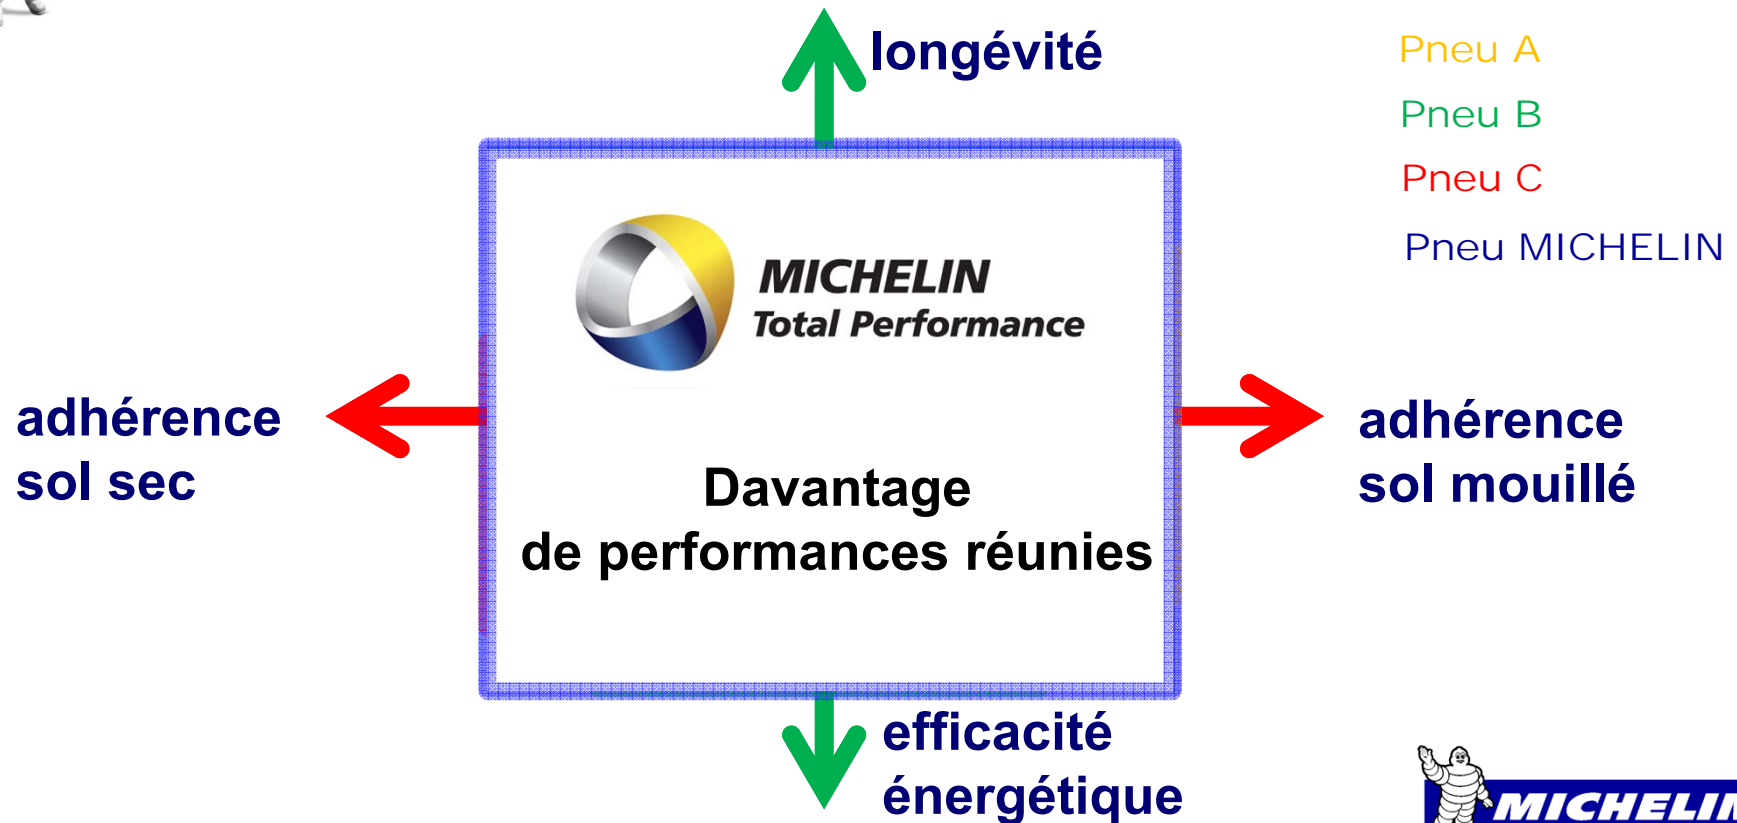 longévité
Pneu A
Pneu B
Pneu C
Pneu MICHELIN
MICHELIN
Total Performance
adhérence
sol sec
adhérence
sol mouillé
Davantage
de performances réunies
efficacité
énergétique
MICHELIN